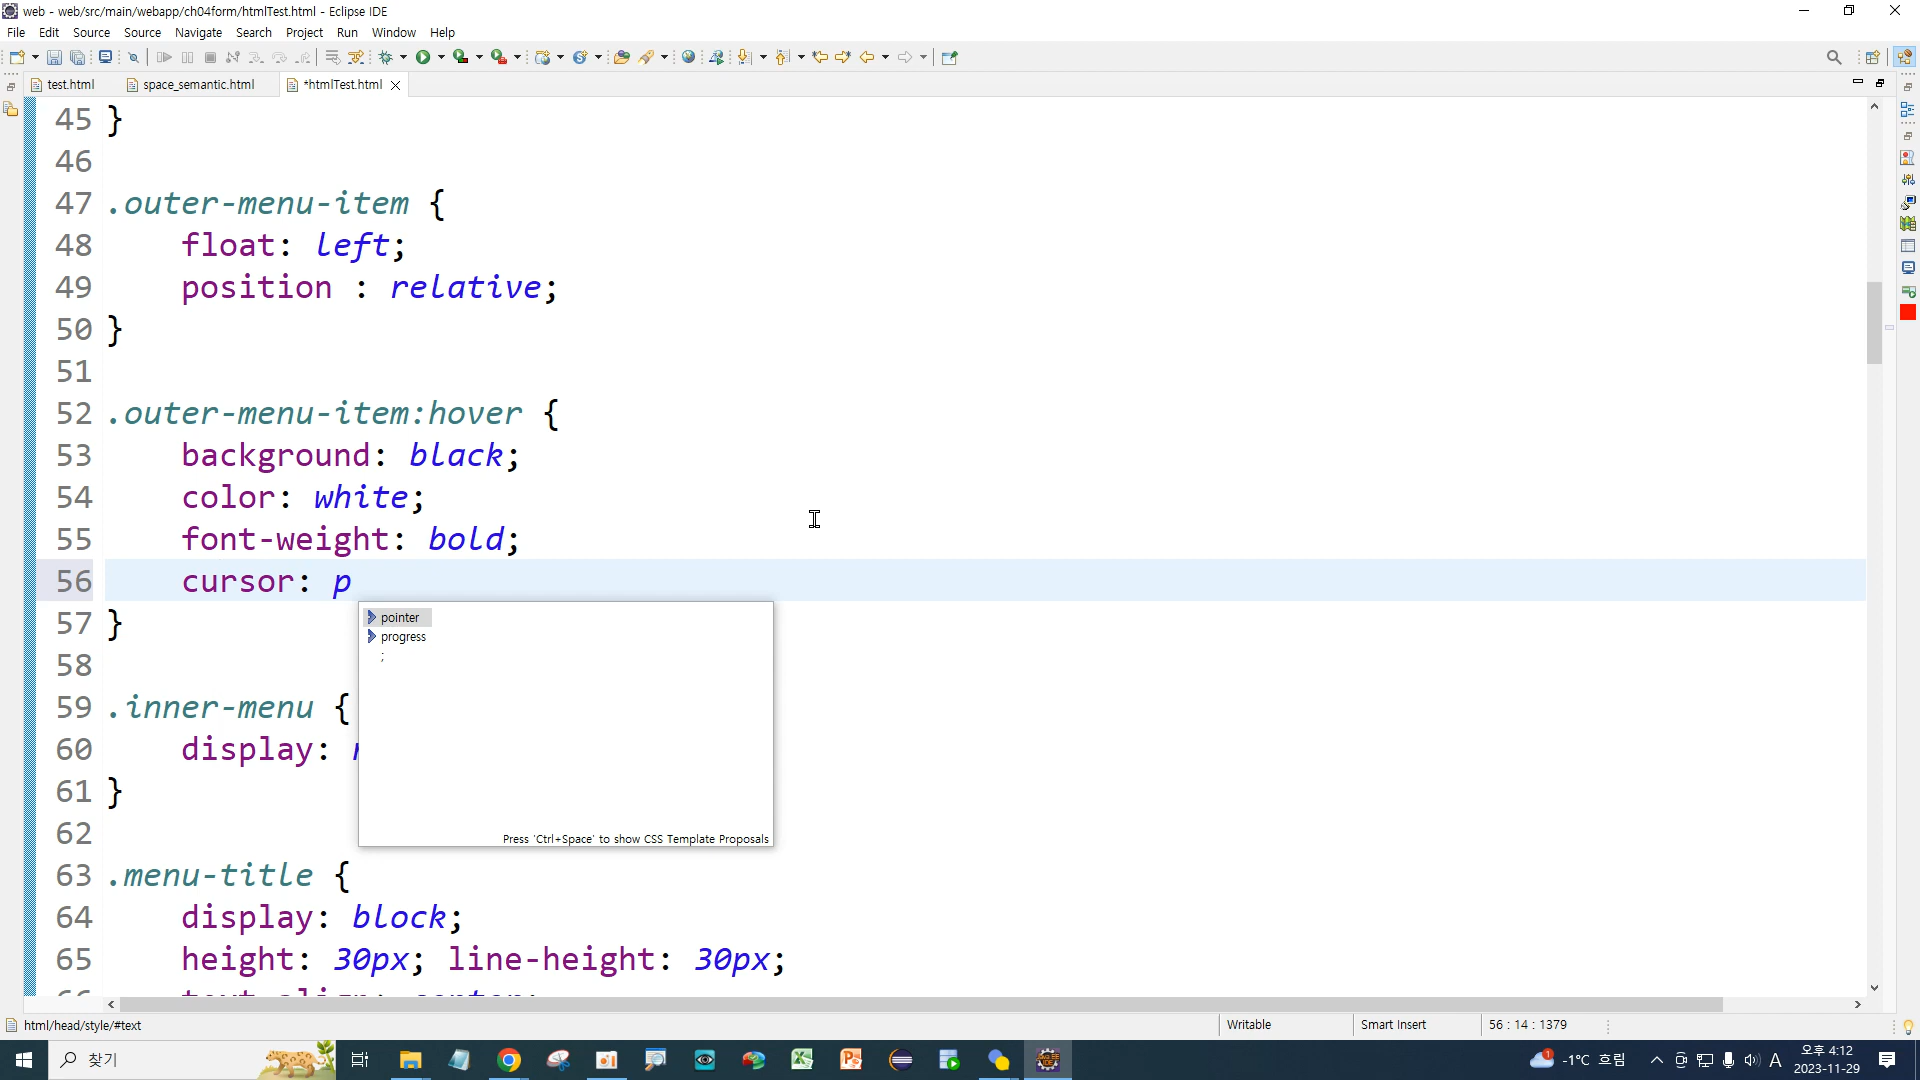 web - web/src/main/webapp/ch04form/htmlTest.html - Eclipse IDE
File Edit Source Source Navigate Search Project Run Window Help
test.html space_semantic.html *htmlTest.html
45 }
46
47 .outer-menu-item {
48 float: left;
49 position : relative;
50 }
51
52 .outer-menu-item:hover {
53 background: black;
54 color: white;
55 font-weight: bold;
56 cursor: p
pointer
57 }
progress
;
58
59 .inner-menu {
60 display:
61 }
62
Press 'Ctrl+Space' to show CSS Template Proposals
63 .menu-title {
64 display: block;
65 height: 30px; line-height: 30px;
html/head/style/#text Writable Smart Insert 56 : 14 : 1379
찾기 1 -1°C 흐림 A 오후 4:12
2023-11-29